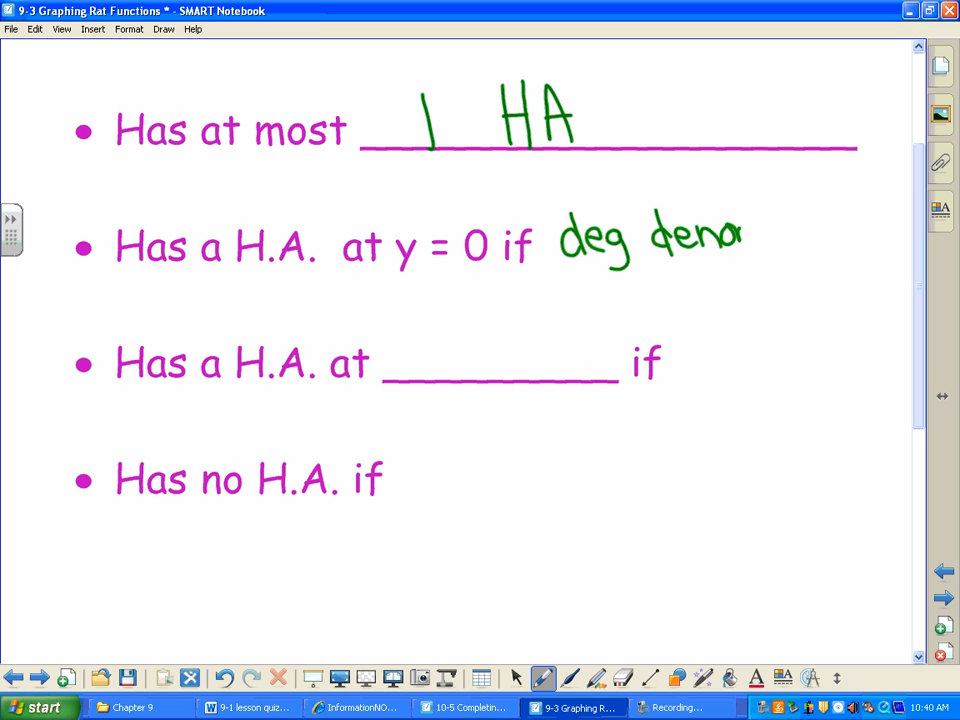 9-3 Graphing Rat Functions * - SMART Notebook
File Edit View Insert Format Draw Help
• Has at most 1 HA
• Has a H.A. at y = 0 if deg denom
• Has a H.A. at _________ if
• Has no H.A. if
start Chapter 9 9-1 lesson quiz... InformationNO... 10-5 Completin... 9-3 Graphing R... Recording... 10:40 AM